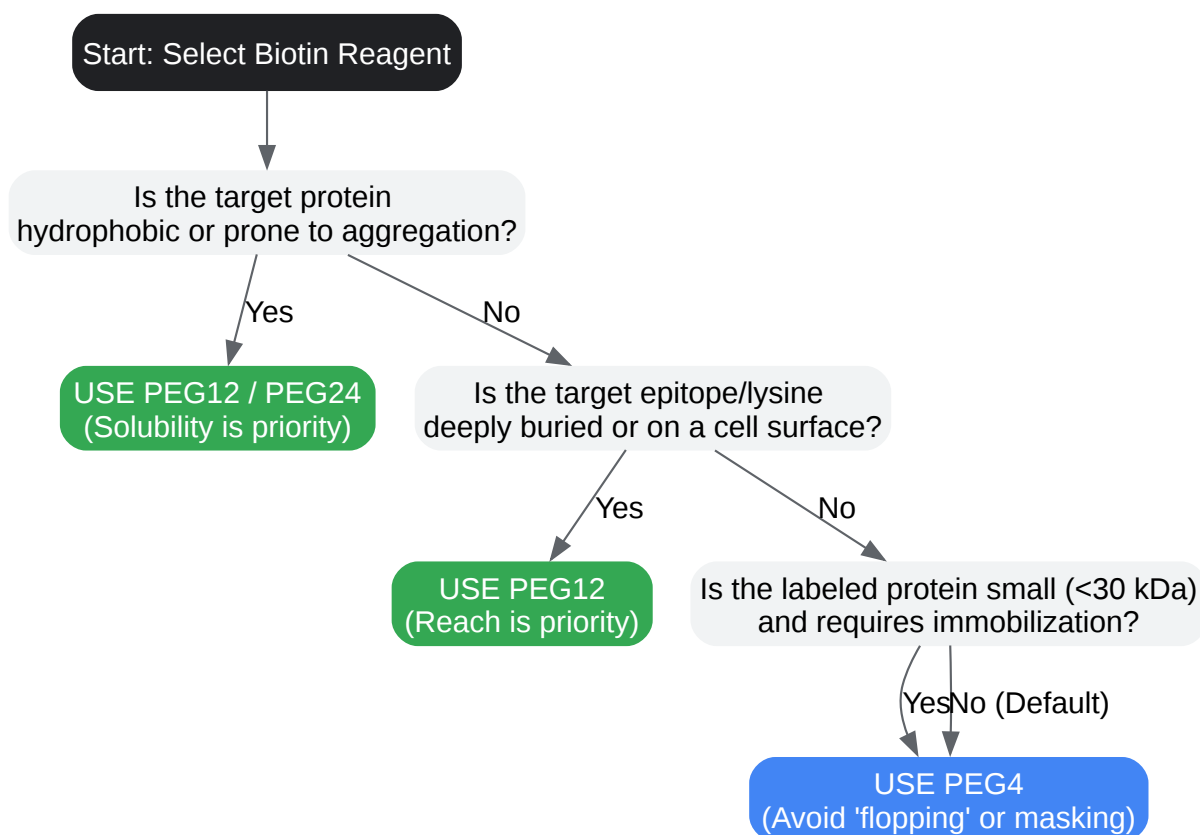 Start: Select Biotin Reagent
Is the target protein
hydrophobic or prone to aggregation?
Yes
No
USE PEG12 / PEG24
(Solubility is priority)
Is the target epitope/lysine
deeply buried or on a cell surface?
Yes
No
USE PEG12
(Reach is priority)
Is the labeled protein small (<30 kDa)
and requires immobilization?
Yes
No (Default)
USE PEG4
(Avoid 'flopping' or masking)